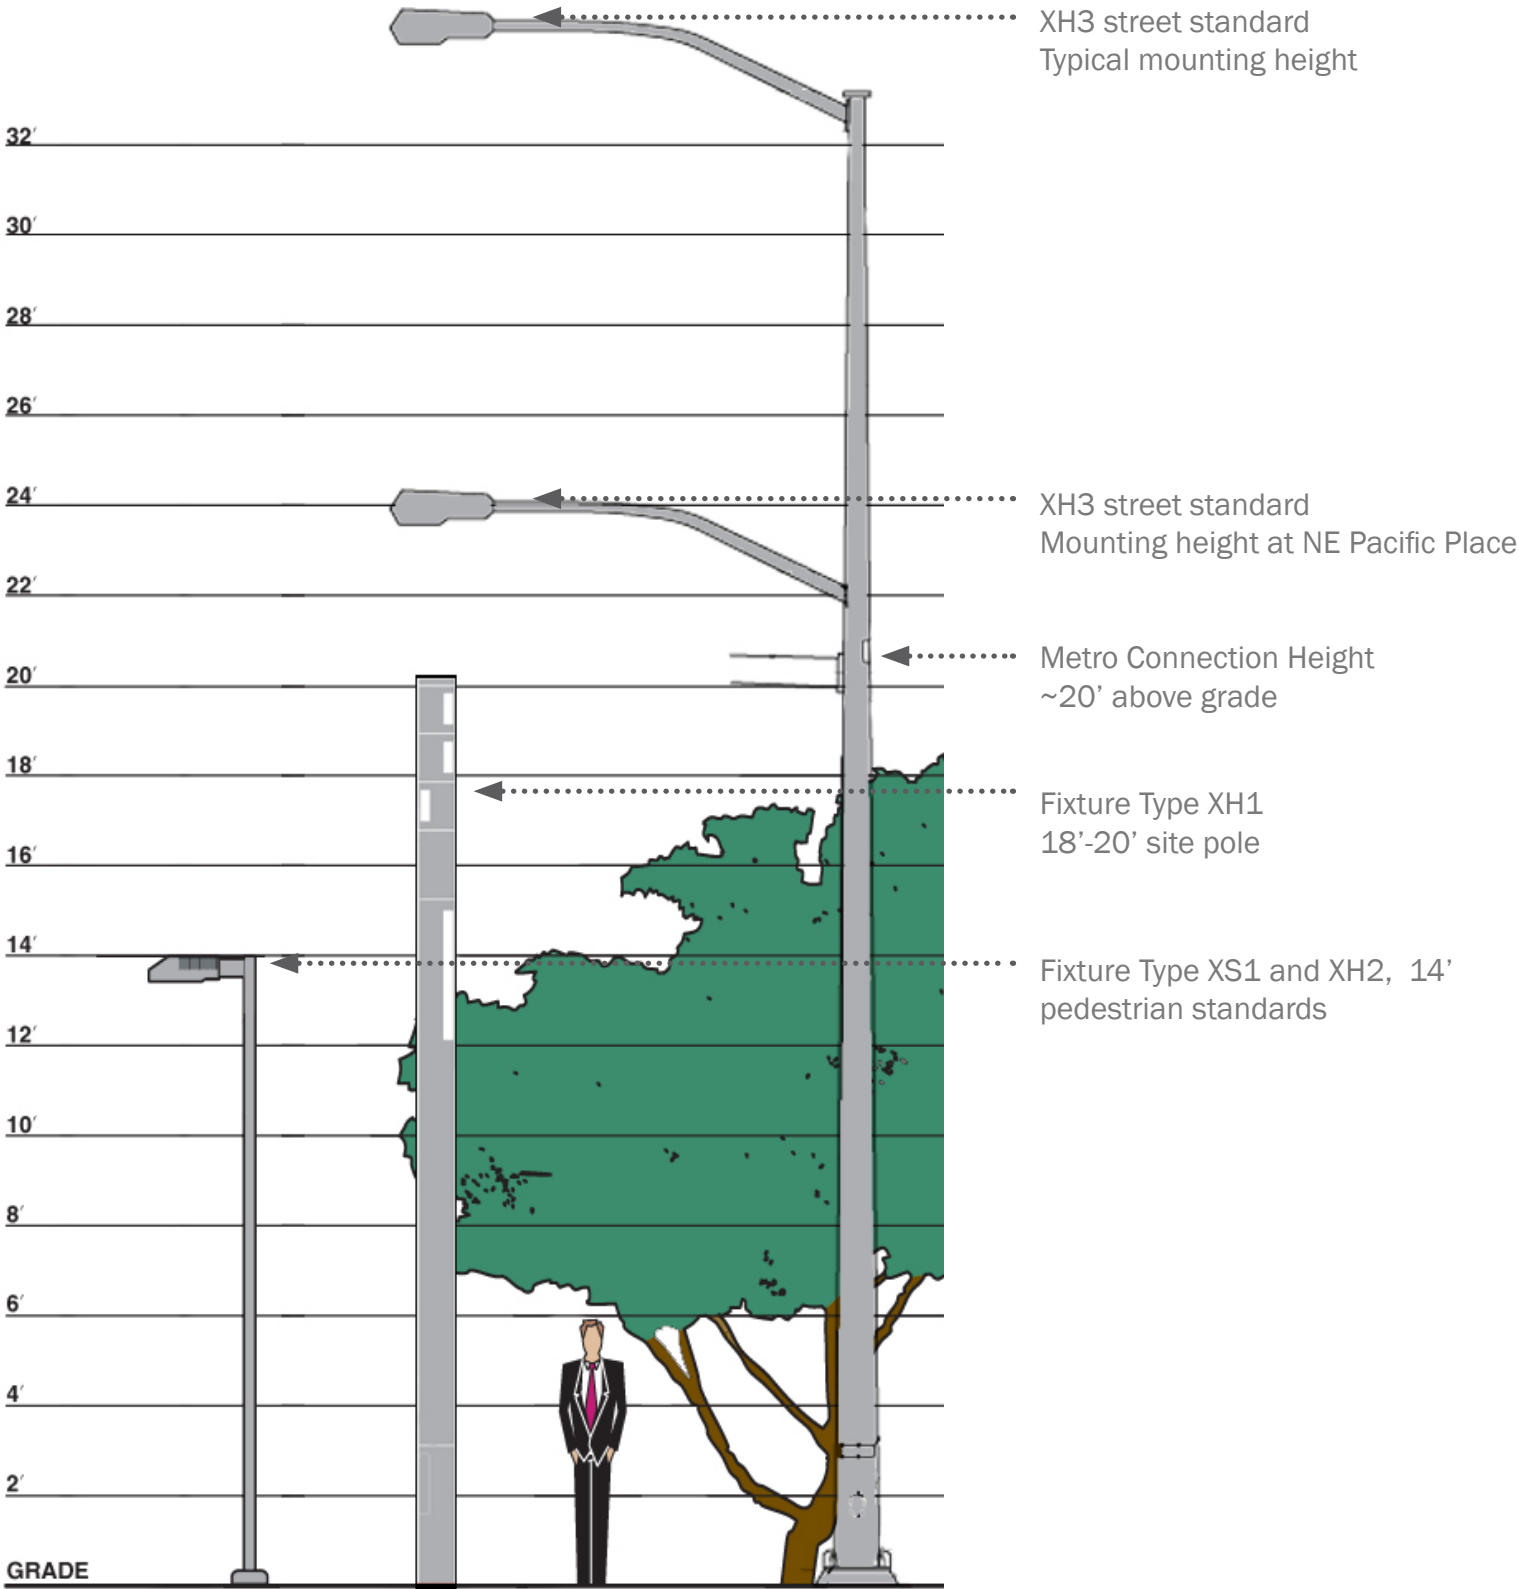 XH3 street standard
Typical mounting height
32′
30′
28′
26′
24′
XH3 street standard
Mounting height at NE Pacific Place
22′
Metro Connection Height
~20’ above grade
20′
18′
Fixture Type XH1
18’-20’ site pole
16′
14′
Fixture Type XS1 and XH2, 14’
pedestrian standards
12′
10′
8′
6′
4′
2′
GRADE